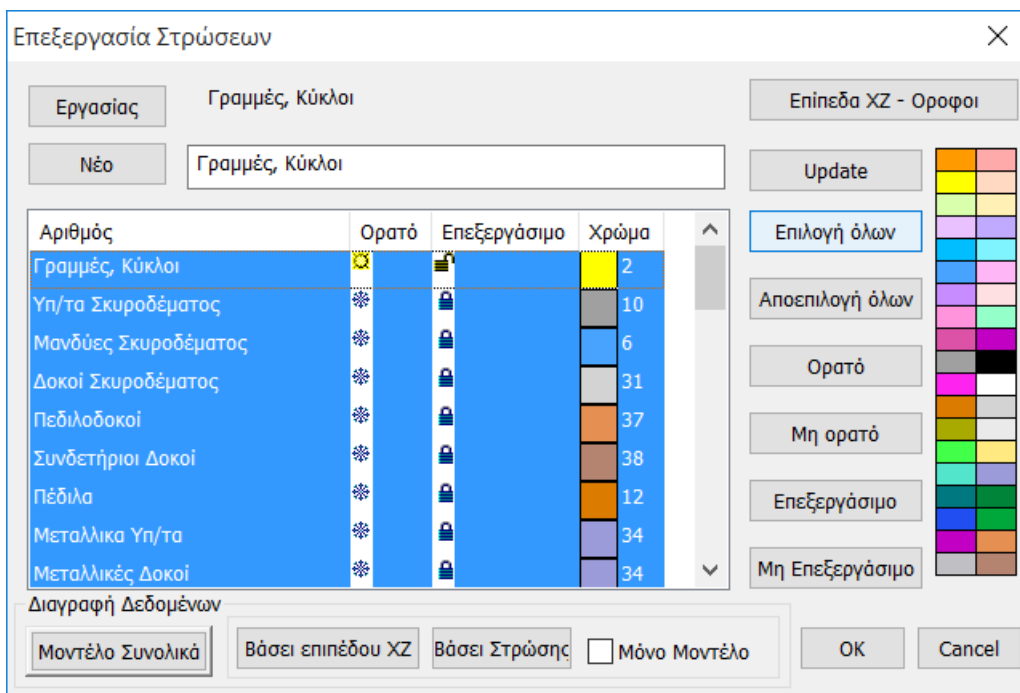 Επεξεργασία Στρώσεων
Εργασίας Γραμμές, Κύκλοι Επίπεδα ΧΖ - Οροφοι
Νέο Γραμμές, Κύκλοι Update
Αριθμός Ορατό Επεξεργάσιμο Χρώμα Επιλογή όλων
Γραμμές, Κύκλοι 2
Υπ/τα Σκυροδέματος 10 Αποεπιλογή όλων
Μανδύες Σκυροδέματος 6
Δοκοί Σκυροδέματος 31 Ορατό
Πεδιλοδοκοί 37
Συνδετήριοι Δοκοί 38 Μη ορατό
Πέδιλα 12 Επεξεργάσιμο
Μεταλλικα Υπ/τα 34
Μεταλλικές Δοκοί 34 Μη Επεξεργάσιμο
Διαγραφή Δεδομένων
Μοντέλο Συνολικά Βάσει επιπέδου ΧΖ Βάσει Στρώσης Μόνο Μοντέλο OK Cancel